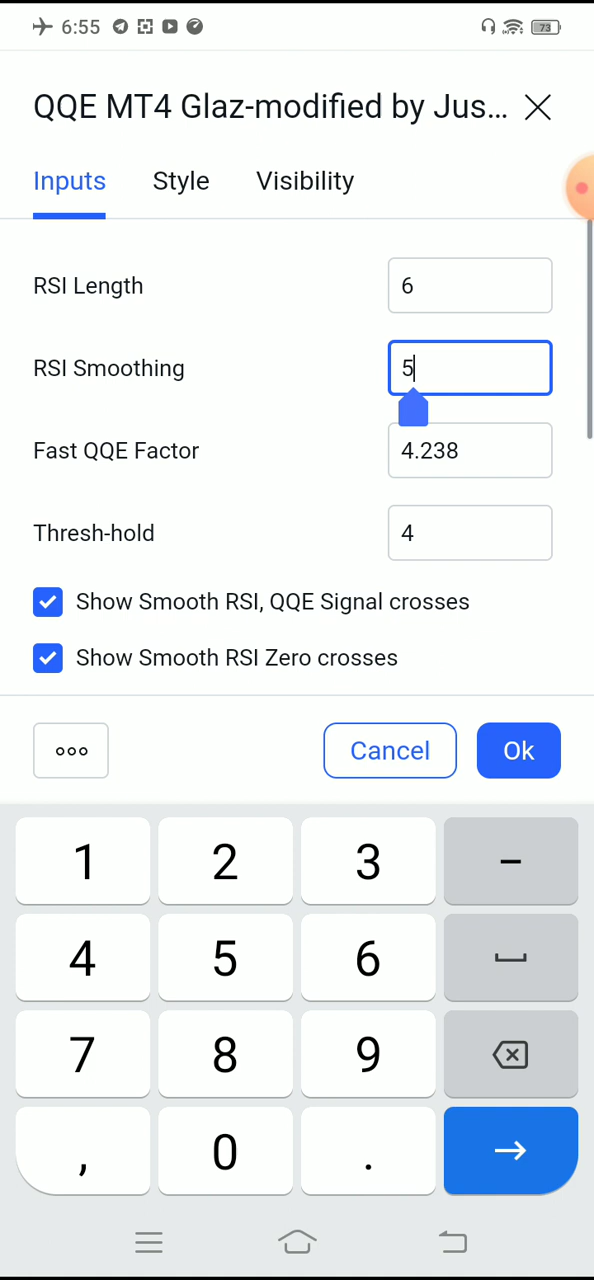 6:55
73
QQE MT4 Glaz-modified by Jus...
Inputs Style Visibility
RSI Length 6
RSI Smoothing 5
Fast QQE Factor 4.238
Thresh-hold 4
Show Smooth RSI, QQE Signal crosses
Show Smooth RSI Zero crosses
Cancel Ok
1 2 3 -
4 5 6
7 8 9
, 0 .